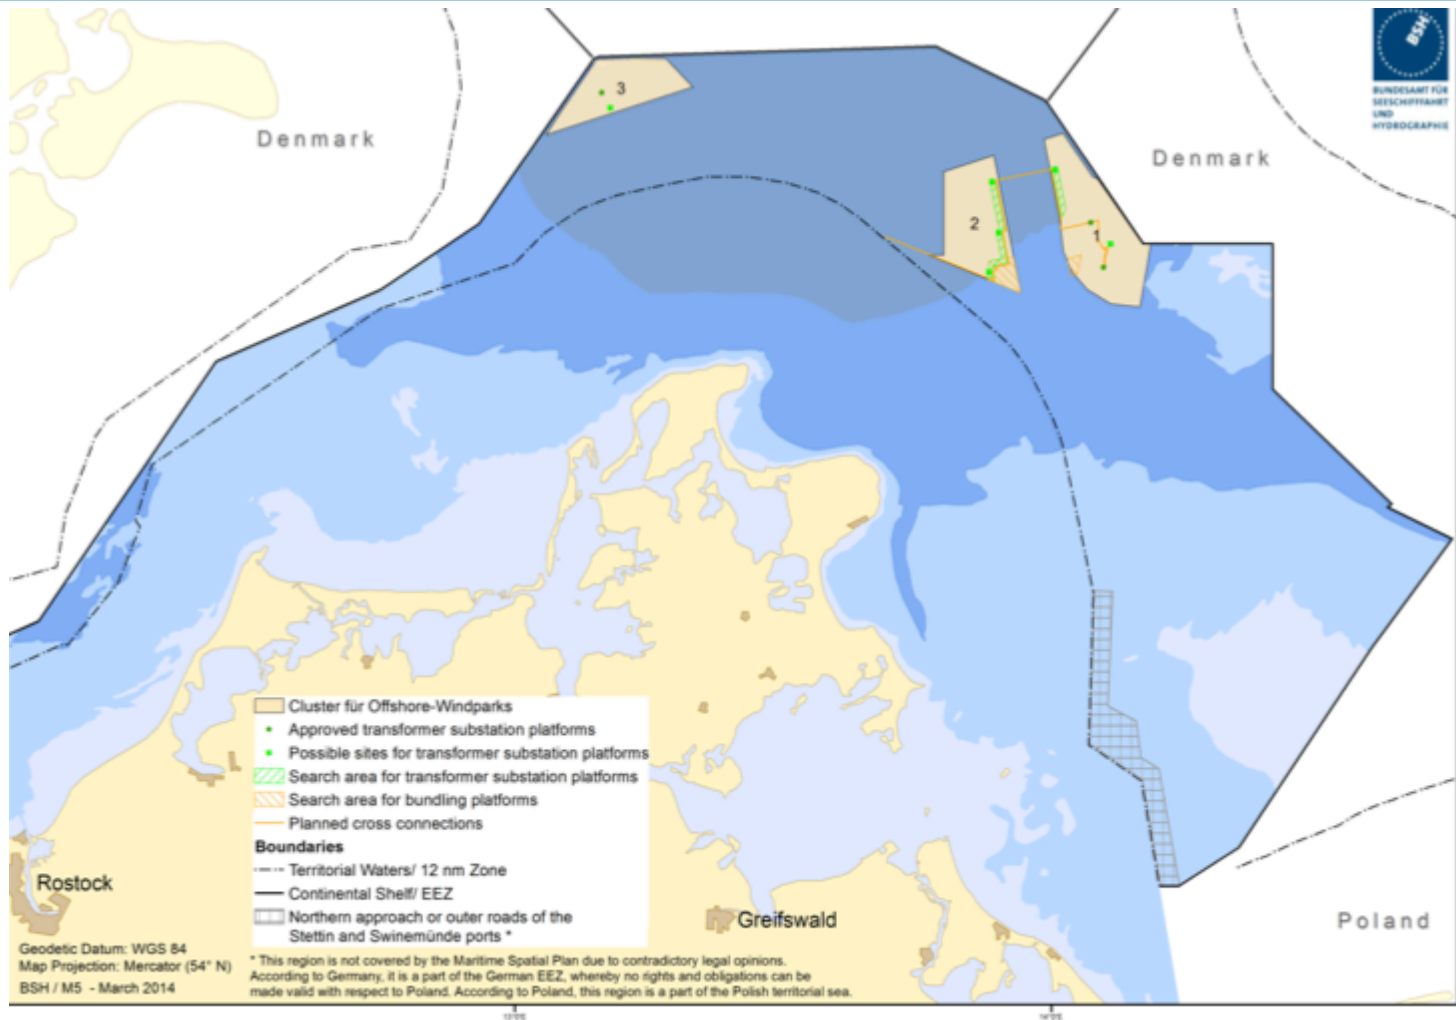 BSH
BUNDESAMT FÜR
SEESCHIFFFAHRT
UND
HYDROGRAPHIE
Denmark
Denmark
3
2
1
Cluster für Offshore-Windparks
Approved transformer substation platforms
Possible sites for transformer substation platforms
Search area for transformer substation platforms
Search area for bundling platforms
Planned cross connections
Boundaries
Territorial Waters/ 12 nm Zone
Continental Shelf/ EEZ
Northern approach or outer roads of the
Stettin and Swinemünde ports *
Rostock
Greifswald
Poland
Geodetic Datum: WGS 84
Map Projection: Mercator (54° N)
BSH / M5 - March 2014
* This region is not covered by the Maritime Spatial Plan due to contradictory legal opinions.
According to Germany, it is a part of the German EEZ, whereby no rights and obligations can be
made valid with respect to Poland. According to Poland, this region is a part of the Polish territorial sea.
13°0'E
14°0'E